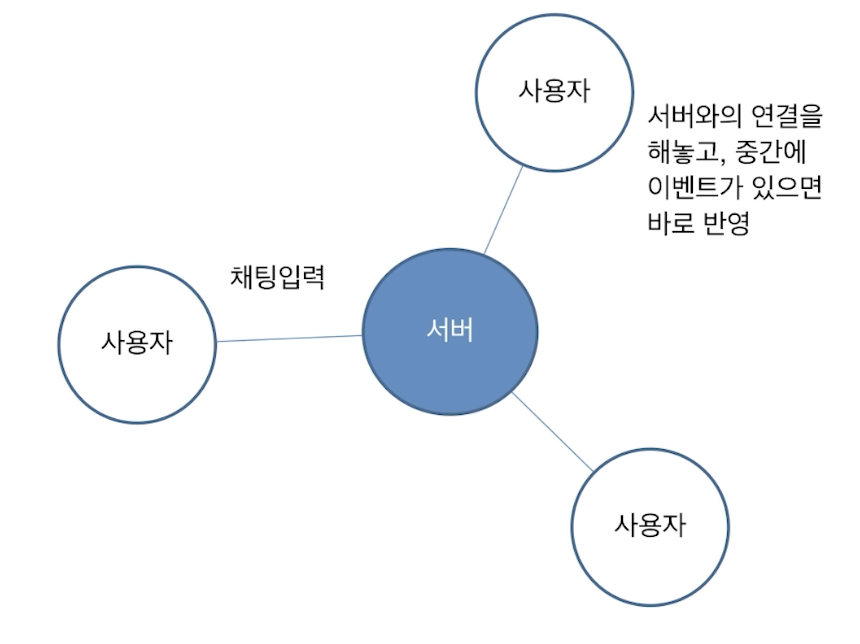 사용자
서버와의 연결을
해놓고, 중간에
이벤트가 있으면
바로 반영
채팅입력
사용자
서버
사용자